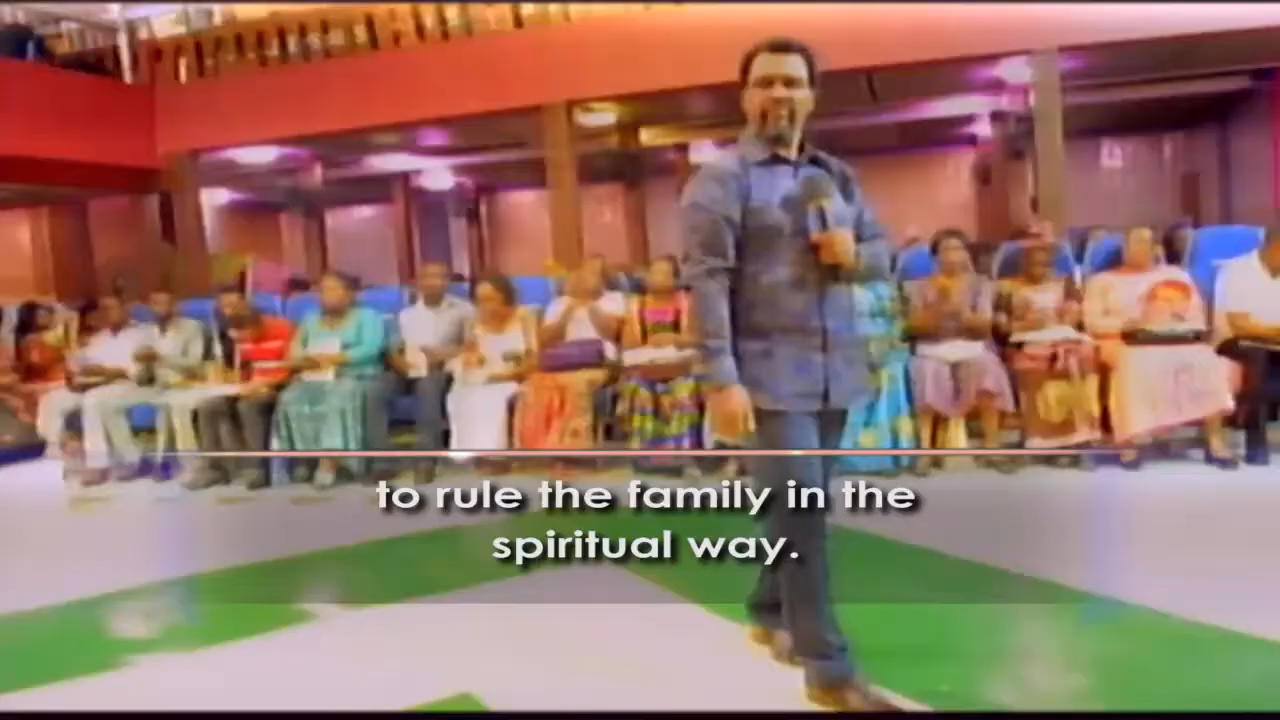 to rule the family in the
spiritual way.